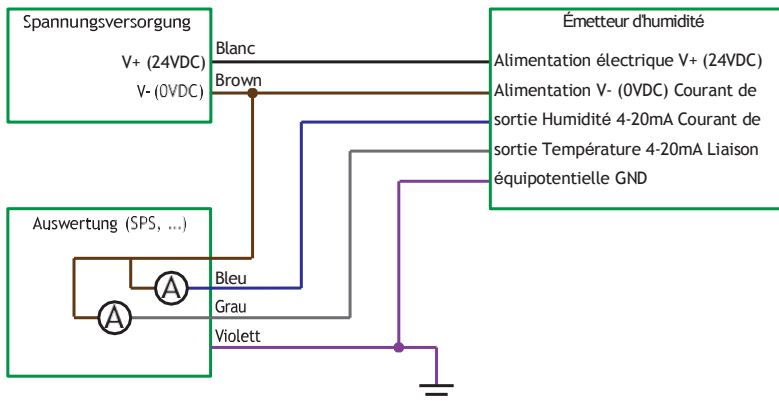 Spannungsversorgung
V+ (24VDC)
V- (0VDC)
Blanc
Brown
Émetteur d'humidité
Alimentation électrique V+ (24VDC)
Alimentation V- (0VDC) Courant de
sortie Humidité 4-20mA Courant de
sortie Température 4-20mA Liaison
équipotentielle GND
Auswertung (SPS, ...)
A
A
Bleu
Grau
Violett